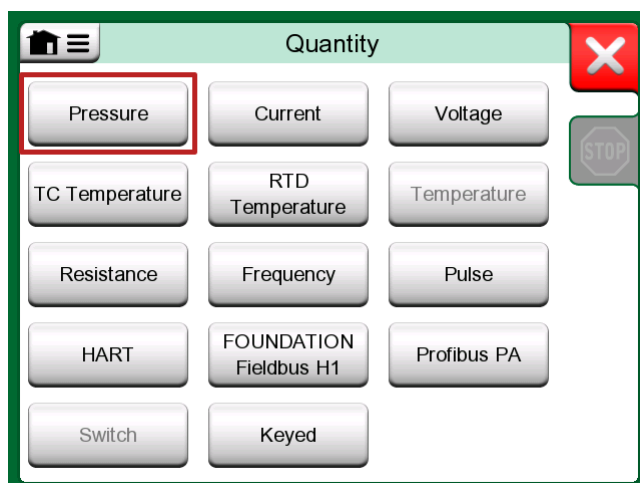 Quantity
Pressure
Current
Voltage
STOP
TC Temperature
RTD
Temperature
Temperature
Resistance
Frequency
Pulse
HART
FOUNDATION
Fieldbus H1
Profibus PA
Switch
Keyed